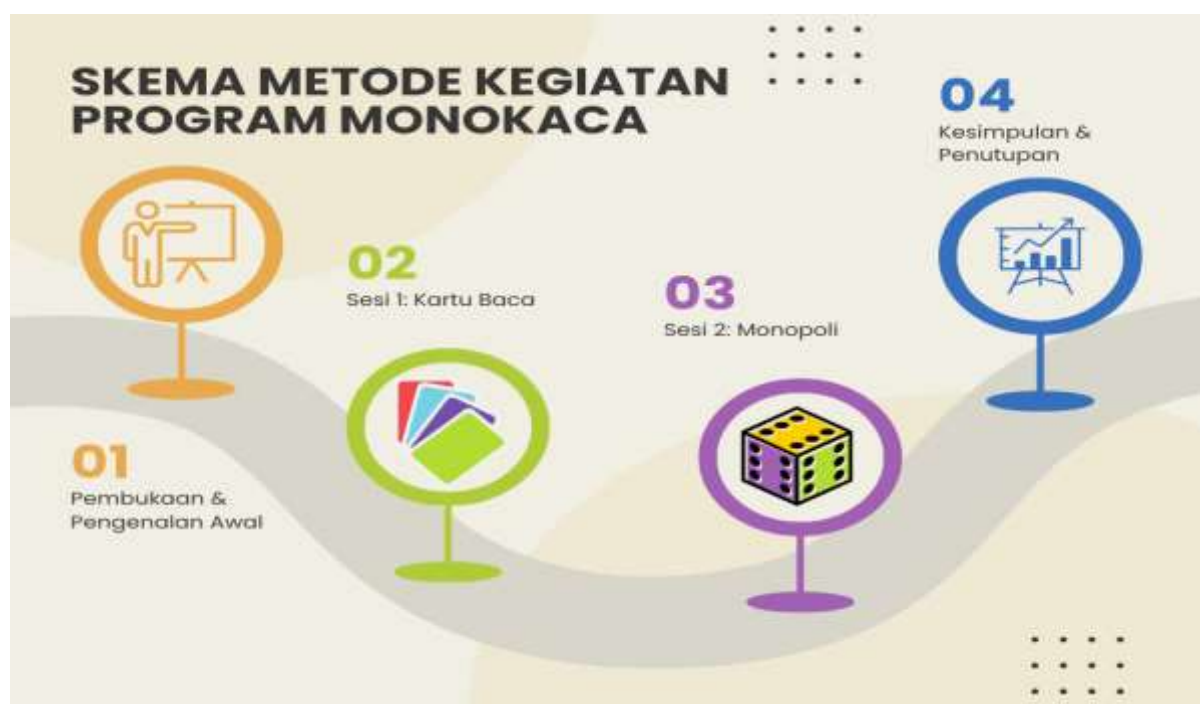 SKEMA METODE KEGIATAN
PROGRAM MONOKACA
01
Pembukaan &
Pengenalan Awal
02
Sesi 1: Kartu Baca
03
Sesi 2: Monopoli
04
Kesimpulan &
Penutupan